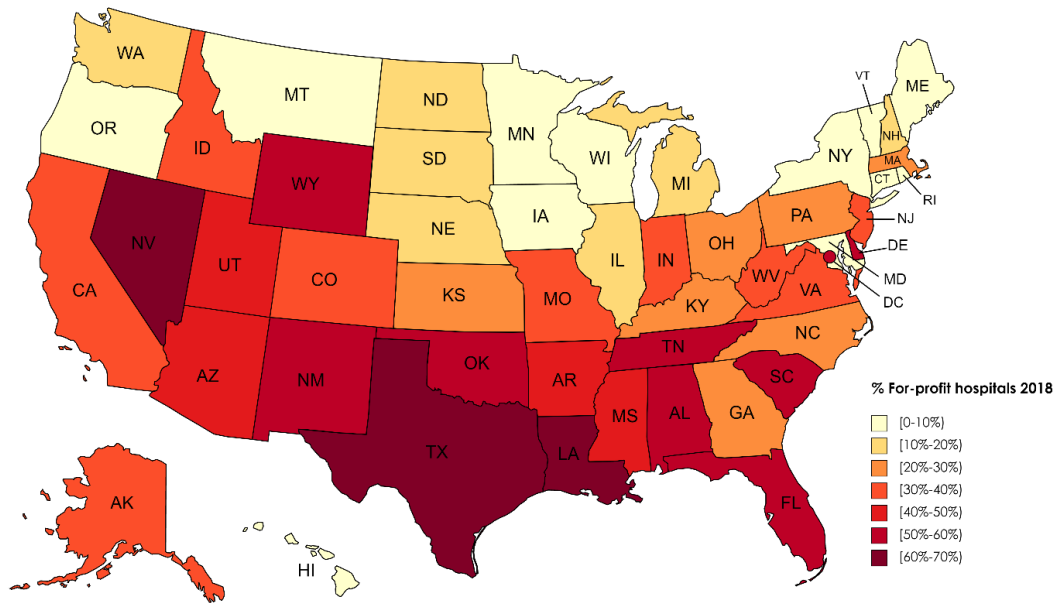 WA
MT
ND
MN
VT
ME
OR
ID
SD
WI
NY
NH
MA
WY
MI
CT
RI
IA
NE
PA
NJ
NV
OH
DE
UT
IL
IN
MD
CO
WV
CA
KS
MO
VA
DC
KY
NC
TN
OK
AZ
NM
AR
SC
% For-profit hospitals 2018
MS
AL
GA
[0-10%)
[10%-20%)
TX
LA
[20%-30%)
[30%-40%)
AK
FL
[40%-50%)
[50%-60%)
[60%-70%)
HI